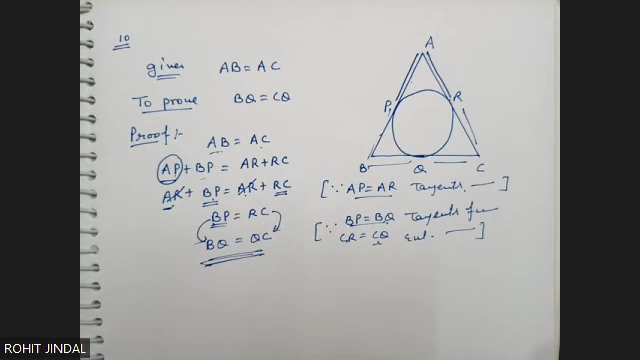 10
given AB = AC
To prove BQ = CQ
Proof:-
AB = AC
AP + BP = AR + RC
AR + BP = AR + RC
BP = RC
BQ = QC
A
P R
B Q C
[∵ AP = AR Tangents — ]
[∵ BP = BQ Tangents
CR = CQ — ]
ROHIT JINDAL